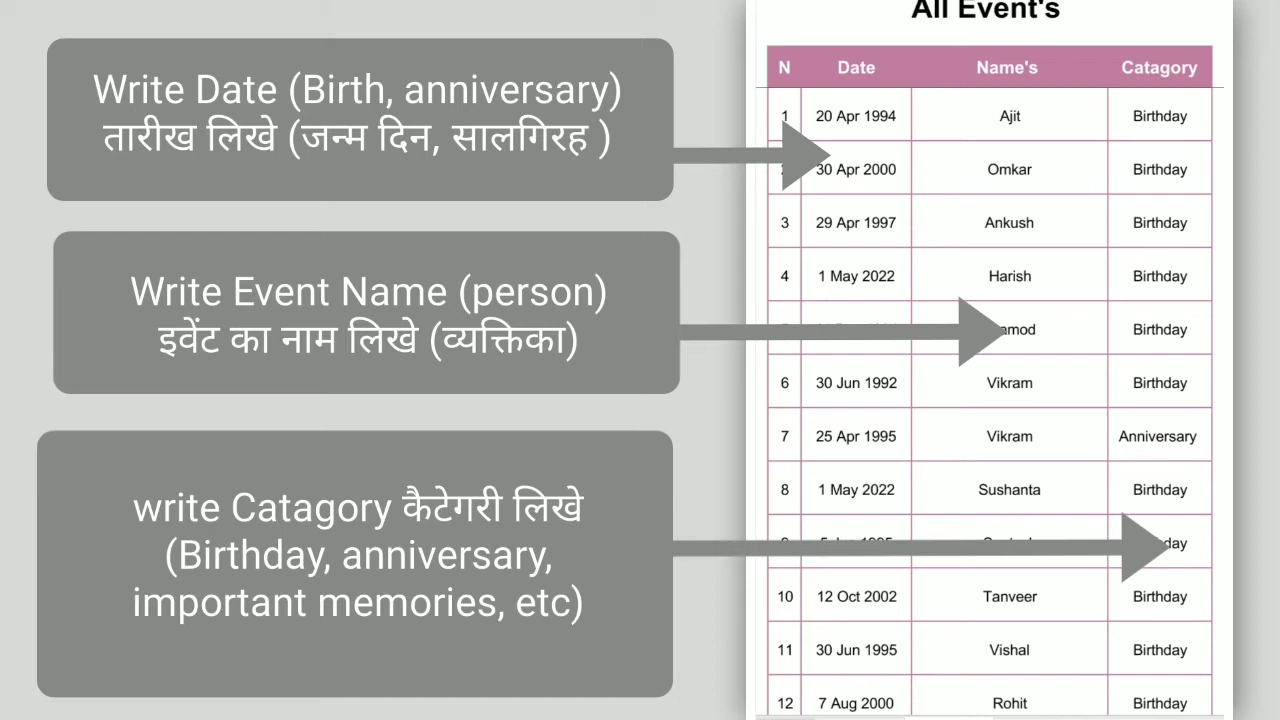 Write Date (Birth, anniversary)
तारीख लिखे (जन्म दिन, सालगिरह )
Write Event Name (person)
इवेंट का नाम लिखे (व्यक्तिका)
write Catagory कैटेगरी लिखे
(Birthday, anniversary,
important memories, etc)
All Event's
N Date Name's Catagory
1 20 Apr 1994 Ajit Birthday
30 Apr 2000 Omkar Birthday
3 29 Apr 1997 Ankush Birthday
4 1 May 2022 Harish Birthday
Birthday
6 30 Jun 1992 Vikram Birthday
7 25 Apr 1995 Vikram Anniversary
8 1 May 2022 Sushanta Birthday
10 12 Oct 2002 Tanveer Birthday
11 30 Jun 1995 Vishal Birthday
12 7 Aug 2000 Rohit Birthday